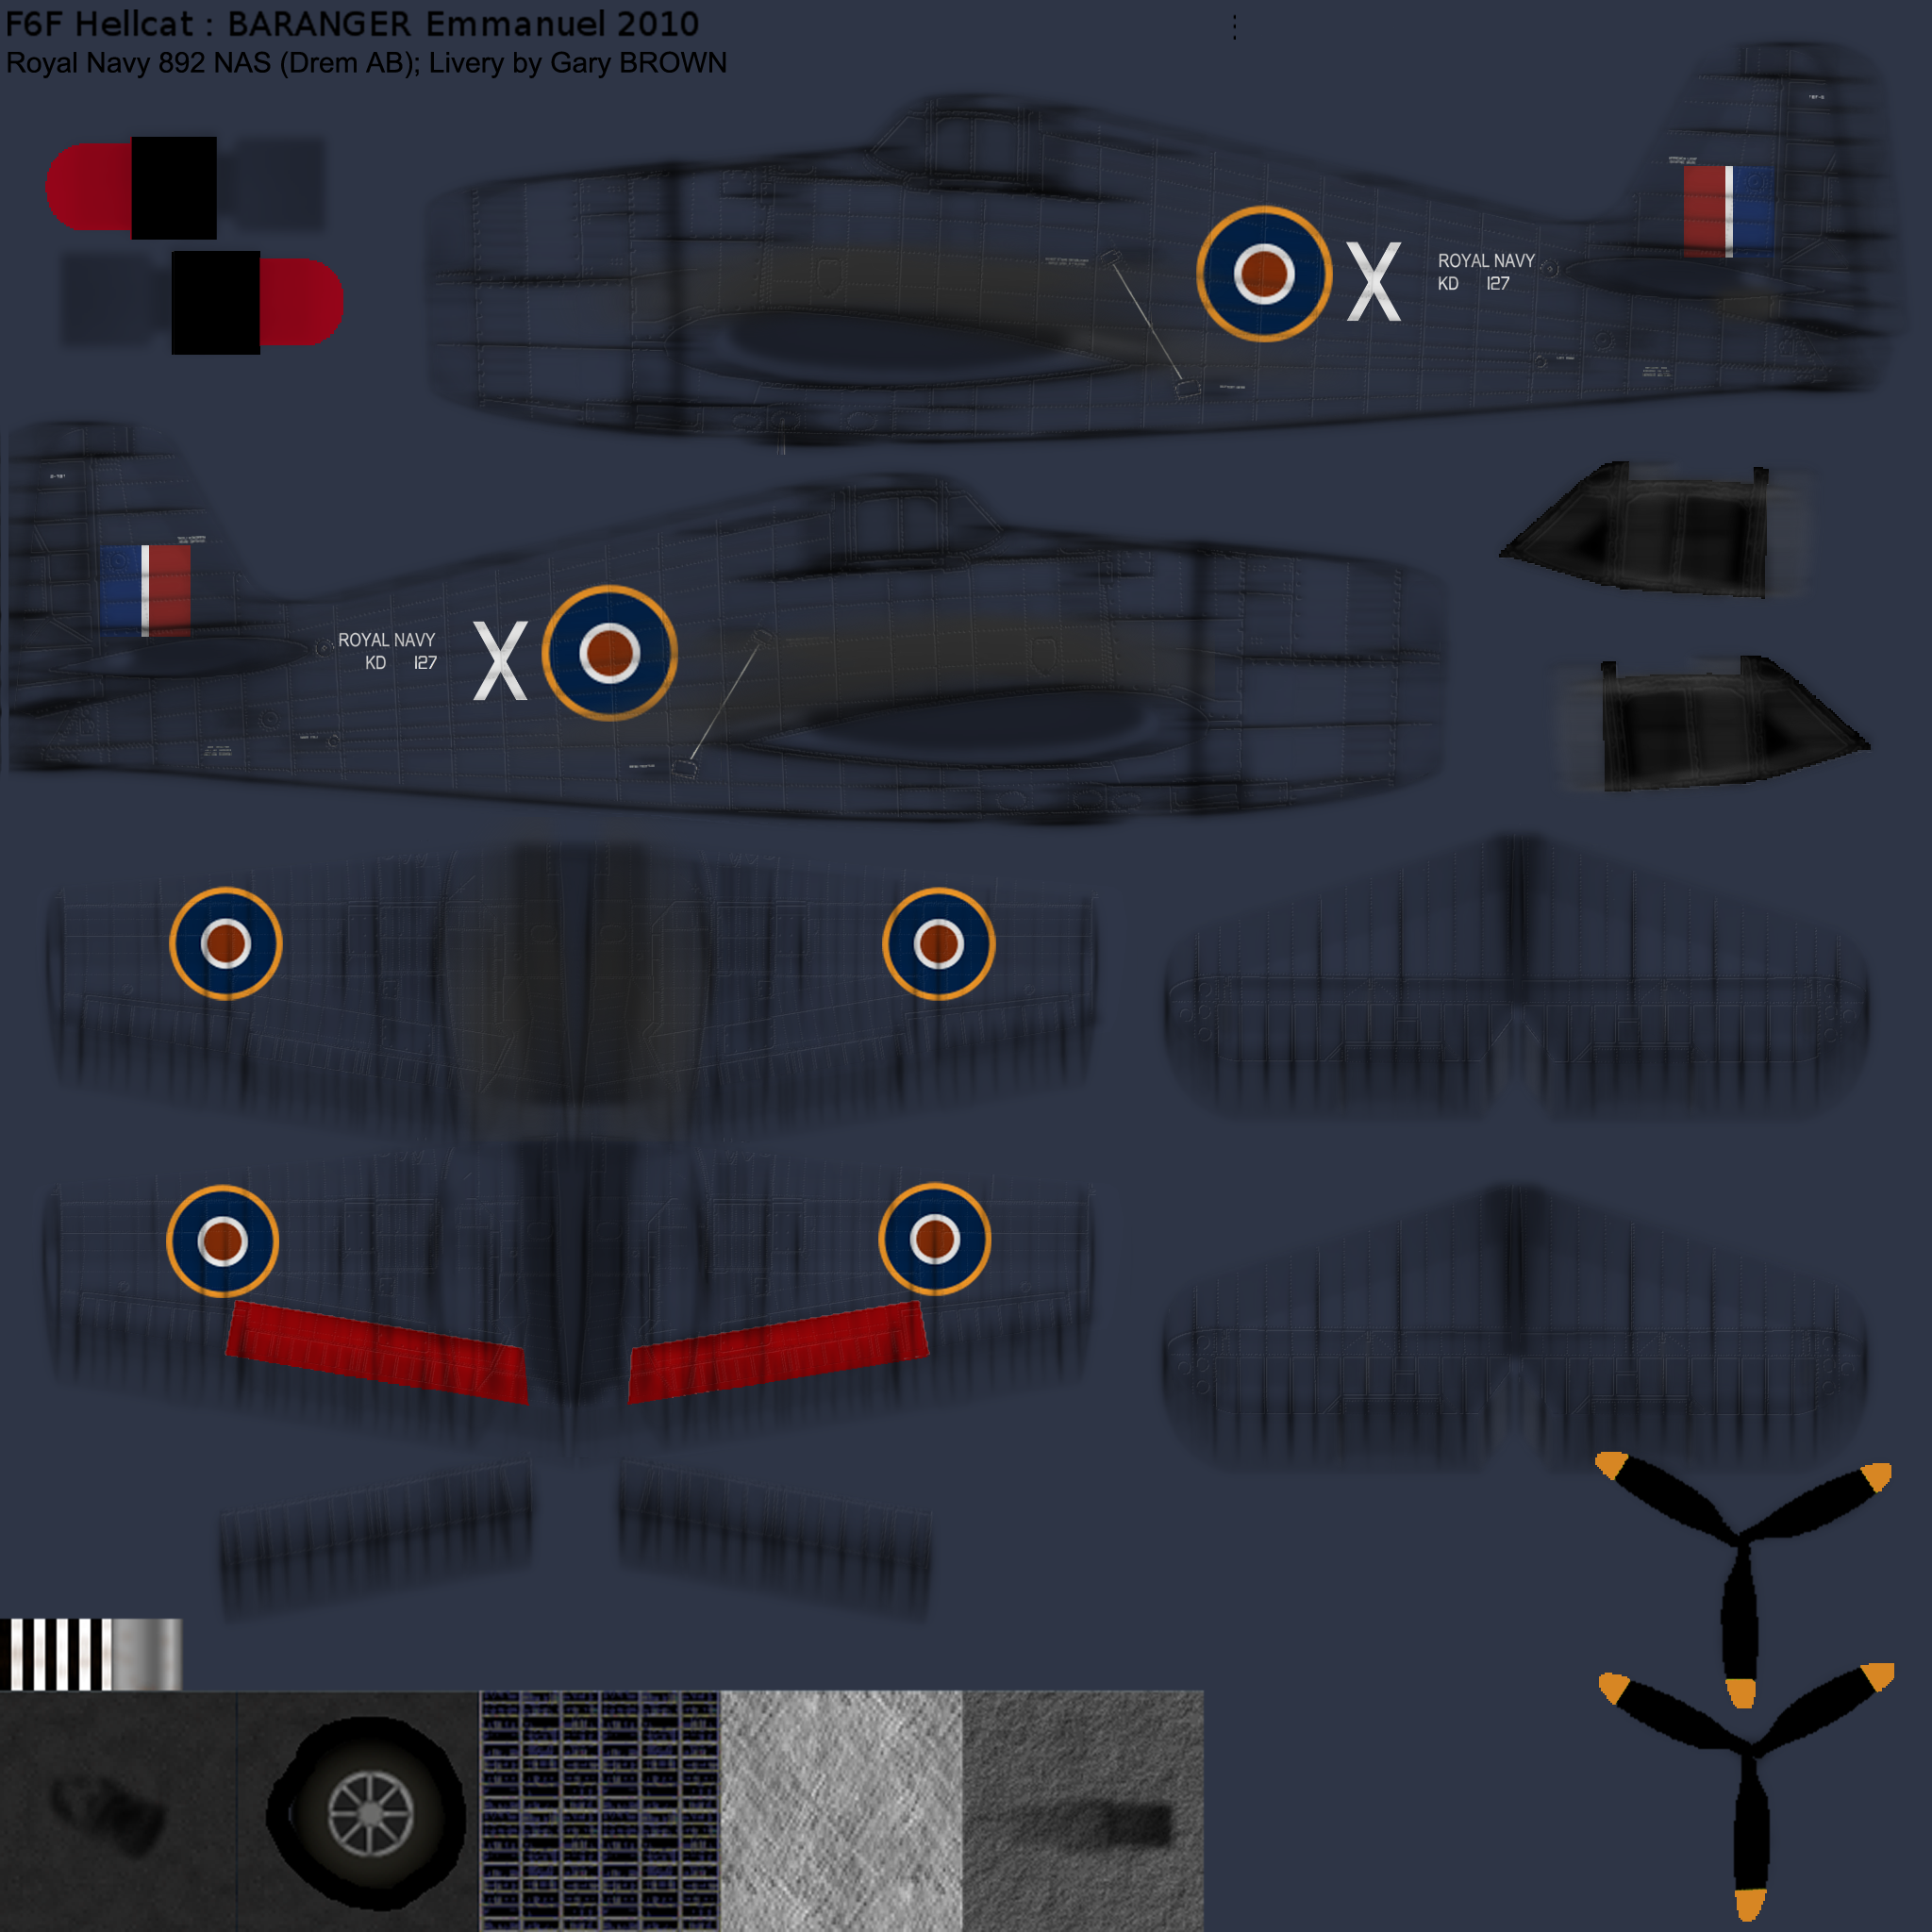 F6F Hellcat : BARANGER Emmanuel 2010
Royal Navy 892 NAS (Drem AB); Livery by Gary BROWN
X
ROYAL NAVY
KD 127
ROYAL NAVY
KD 127
X